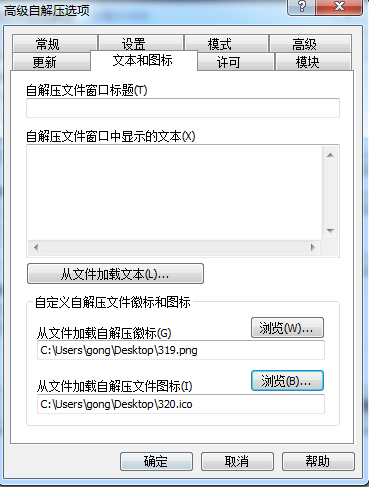 高级自解压选项
常规 设置 模式 高级
更新 文本和图标 许可 模块
自解压文件窗口标题(T)
自解压文件窗口中显示的文本(X)
从文件加载文本(L)...
自定义自解压文件徽标和图标
从文件加载自解压徽标(G) 浏览(W)...
C:\Users\gong\Desktop\319.png
从文件加载自解压文件图标(I) 浏览(B)...
C:\Users\gong\Desktop\320.ico
确定 取消 帮助